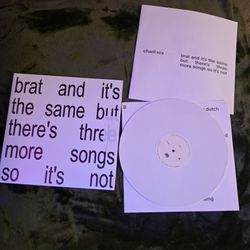 charli xcx
brat and it's the same
but there's three
more songs so it's not
brat and it's
the same but
there's three
more songs
so it's not
dutch